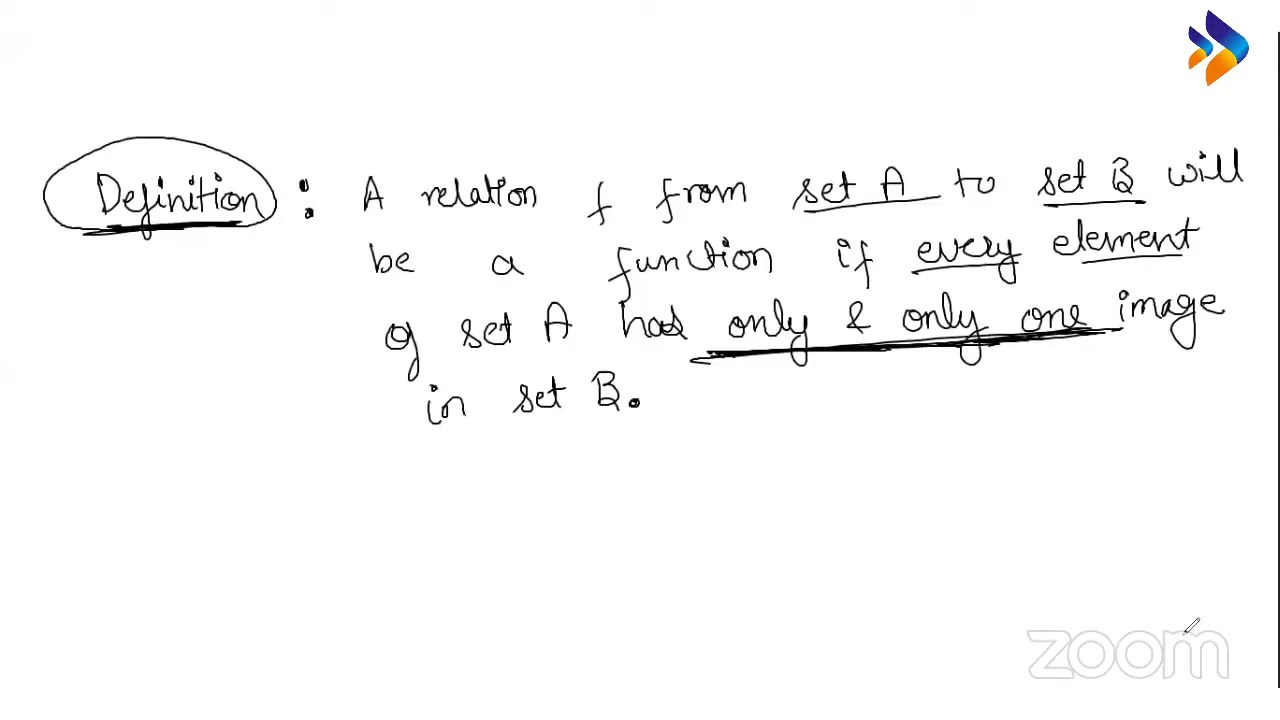 Definition : A relation f from set A to set B will
be a function if every element
of set A has only & only one image
in set B.
zoom